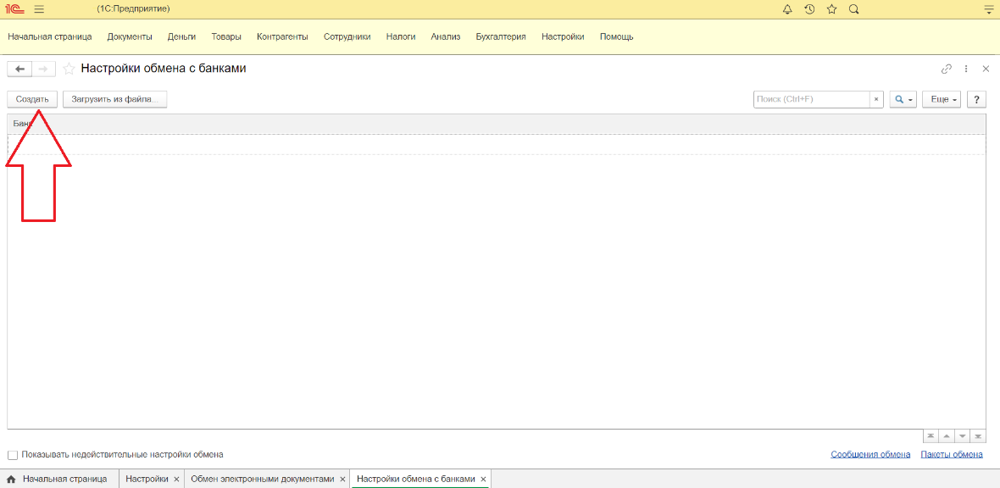 1С (1С:Предприятие)
Начальная страница Документы Деньги Товары Контрагенты Сотрудники Налоги Анализ Бухгалтерия Настройки Помощь
Настройки обмена с банками
Создать Загрузить из файла... Поиск (Ctrl+F) × Еще ?
Банк
Показывать недействительные настройки обмена Сообщения обмена Пакеты обмена
Начальная страница Настройки × Обмен электронными документами × Настройки обмена с банками ×